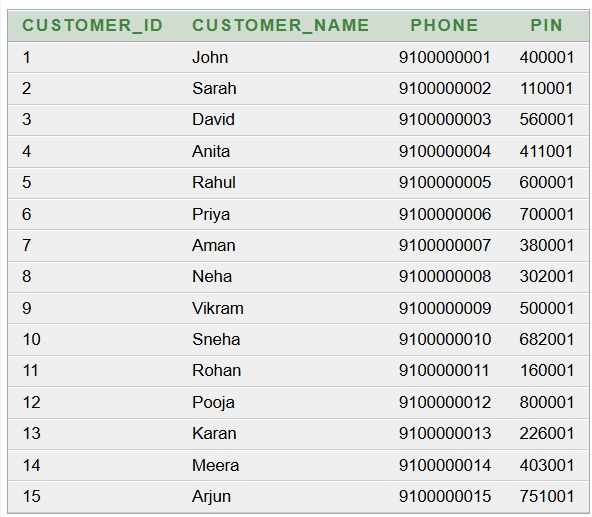 CUSTOMER_ID CUSTOMER_NAME PHONE PIN
1 John 9100000001 400001
2 Sarah 9100000002 110001
3 David 9100000003 560001
4 Anita 9100000004 411001
5 Rahul 9100000005 600001
6 Priya 9100000006 700001
7 Aman 9100000007 380001
8 Neha 9100000008 302001
9 Vikram 9100000009 500001
10 Sneha 9100000010 682001
11 Rohan 9100000011 160001
12 Pooja 9100000012 800001
13 Karan 9100000013 226001
14 Meera 9100000014 403001
15 Arjun 9100000015 751001